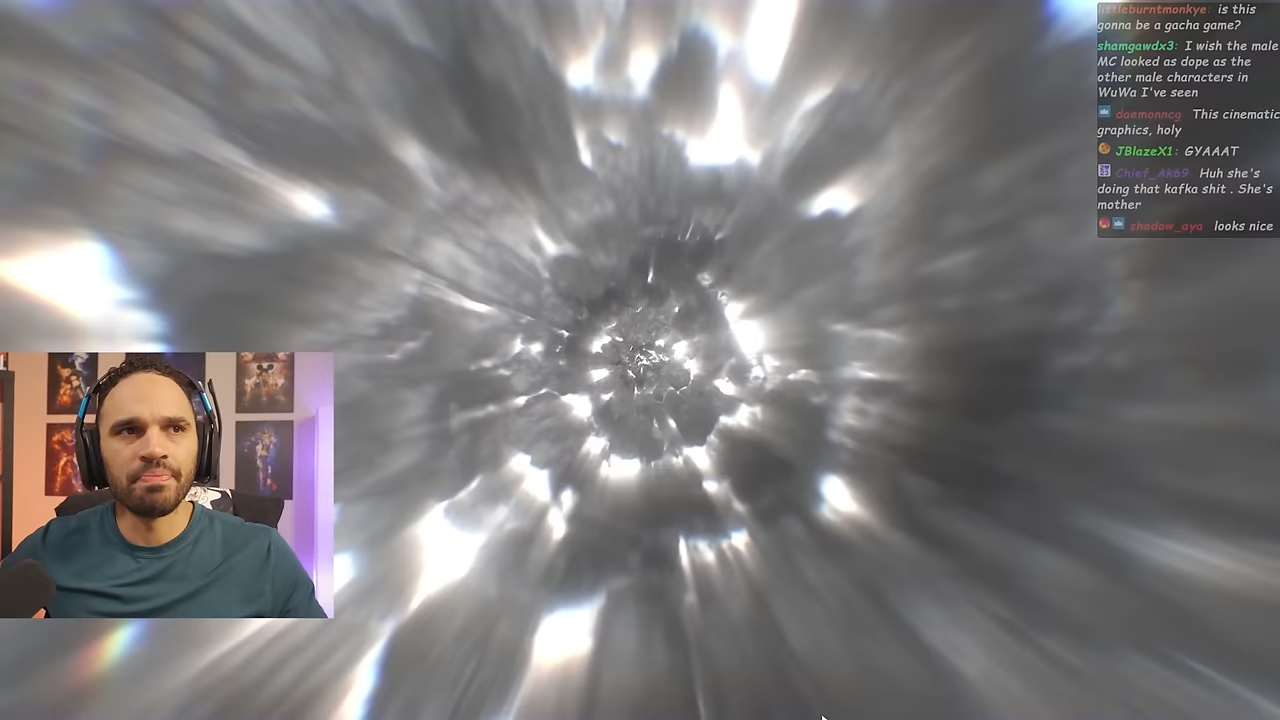 littleburntmonkye: is this
gonna be a gacha game?
shamgawdx3: I wish the male
MC looked as dope as the
other male characters in
WuWa I've seen
daemonncg: This cinematic
graphics, holy
JBlazeX1: GYAAAT
Chief_Ak69: Huh she's
doing that kafka shit . She's
mother
shadow_aya: looks nice